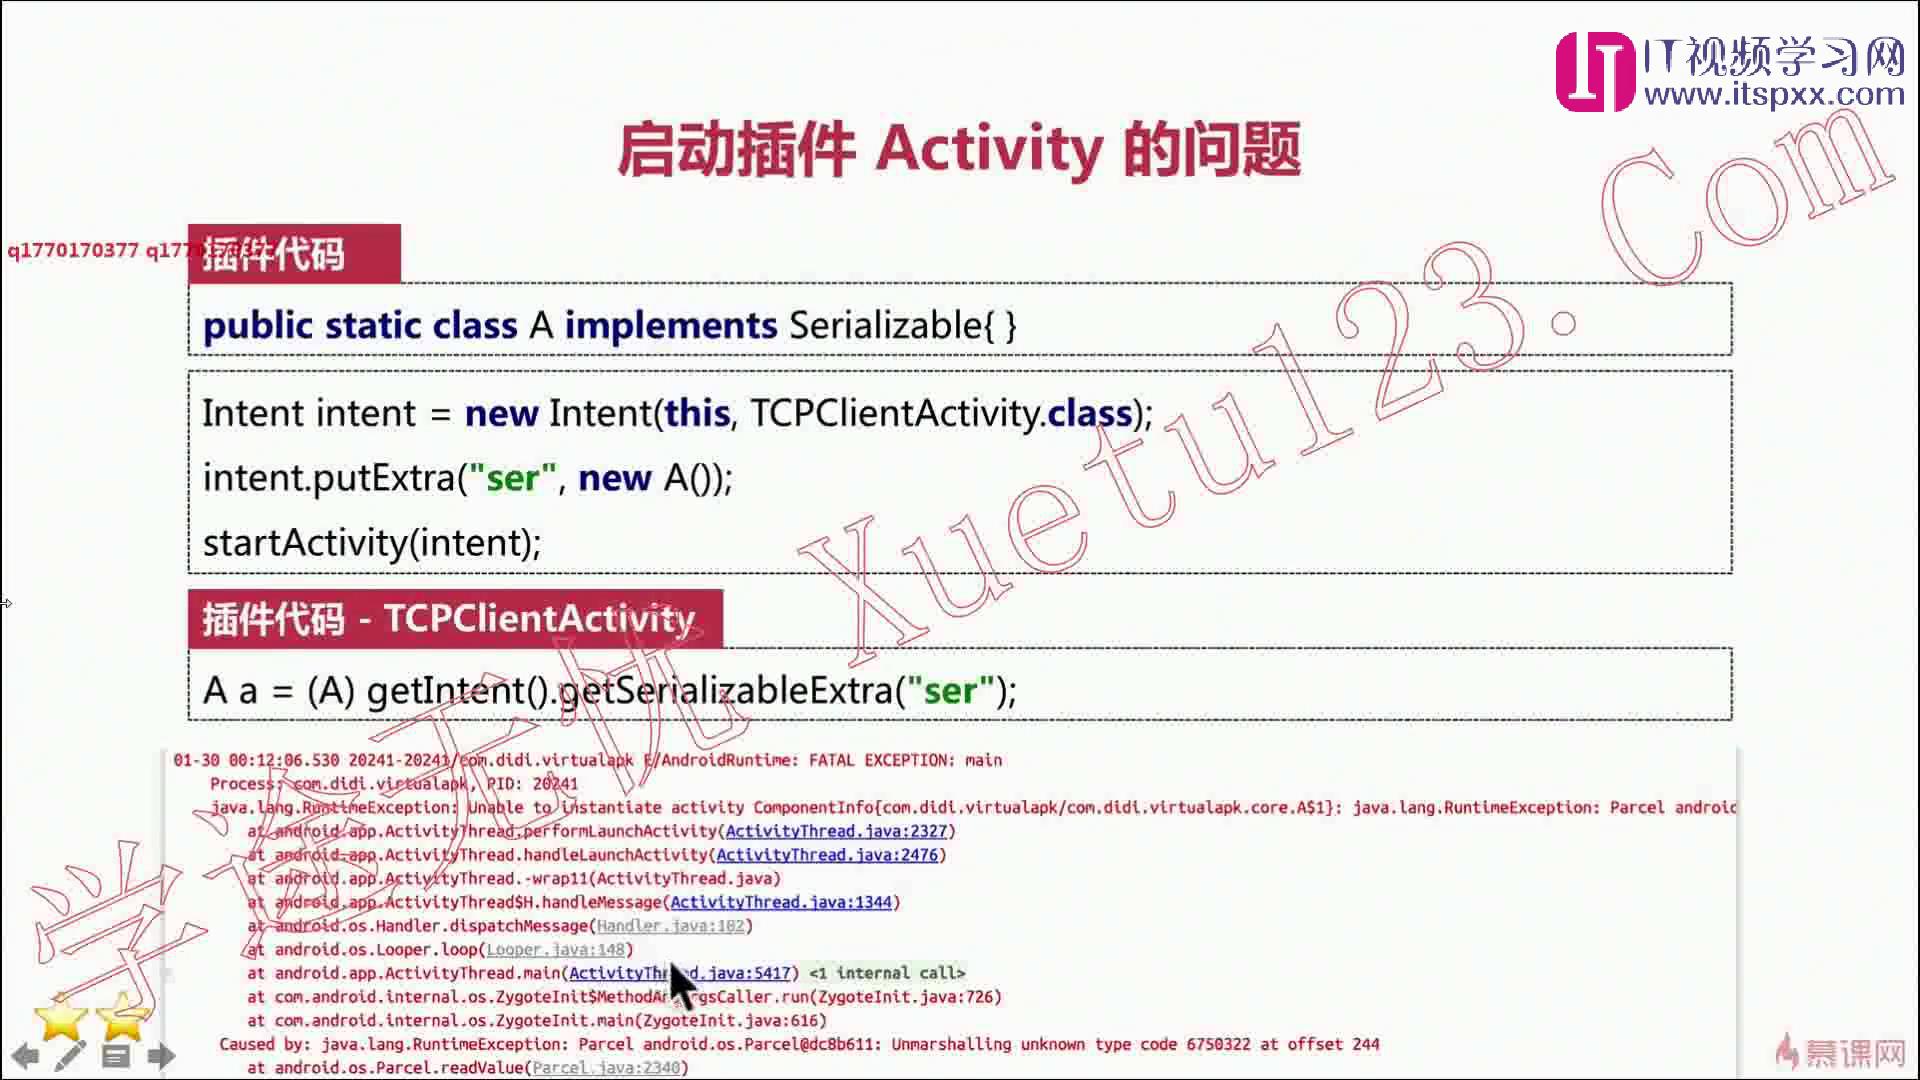 IT视频学习网
www.itspxx.com
启动插件 Activity 的问题
q1770170377
插件代码
public static class A implements Serializable{ }
Intent intent = new Intent(this, TCPClientActivity.class);
intent.putExtra("ser", new A());
startActivity(intent);
插件代码 - TCPClientActivity
A a = (A) getIntent().getSerializableExtra("ser");
学途无忧 Xuetu123.Com
01-30 00:12:06.530 20241-20241/com.didi.virtualapk E/AndroidRuntime: FATAL EXCEPTION: main
Process: com.didi.virtualapk, PID: 20241
java.lang.RuntimeException: Unable to instantiate activity ComponentInfo{com.didi.virtualapk/com.didi.virtualapk.core.A$1}: java.lang.RuntimeException: Parcel android
at android.app.ActivityThread.performLaunchActivity(ActivityThread.java:2327)
at android.app.ActivityThread.handleLaunchActivity(ActivityThread.java:2476)
at android.app.ActivityThread.-wrap11(ActivityThread.java)
at android.app.ActivityThread$H.handleMessage(ActivityThread.java:1344)
at android.os.Handler.dispatchMessage(Handler.java:102)
at android.os.Looper.loop(Looper.java:148)
at android.app.ActivityThread.main(ActivityThread.java:5417) <1 internal call>
at com.android.internal.os.ZygoteInit$MethodAndArgsCaller.run(ZygoteInit.java:726)
at com.android.internal.os.ZygoteInit.main(ZygoteInit.java:616)
Caused by: java.lang.RuntimeException: Parcel android.os.Parcel@dc8b611: Unmarshalling unknown type code 6750322 at offset 244
at android.os.Parcel.readValue(Parcel.java:2340)
慕课网